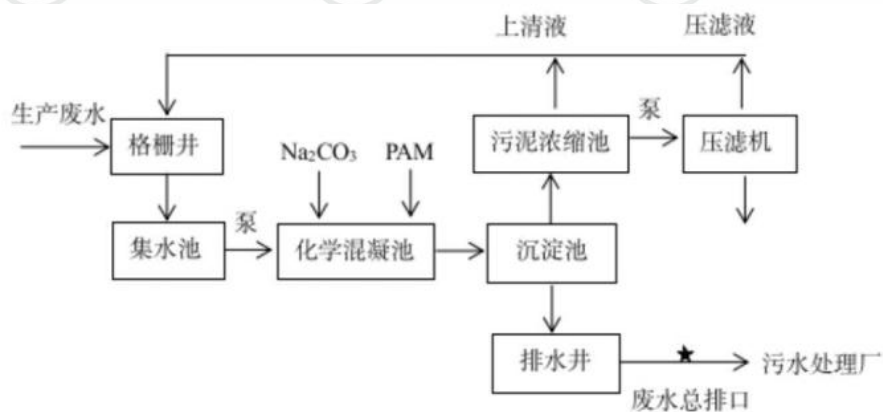 上清液
压滤液
生产废水
格栅井
Na₂CO₃
PAM
污泥浓缩池
泵
压滤机
集水池
泵
化学混凝池
沉淀池
排水井
★
污水处理厂
废水总排口